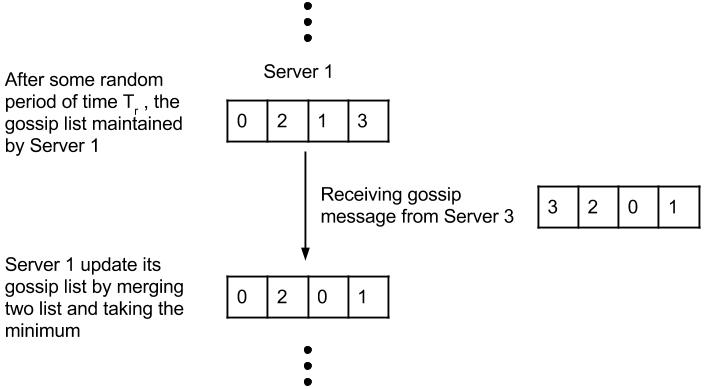 Server 1
After some random
period of time Tr , the
gossip list maintained
by Server 1
0 2 1 3
Receiving gossip
message from Server 3
3 2 0 1
Server 1 update its
gossip list by merging
two list and taking the
minimum
0 2 0 1